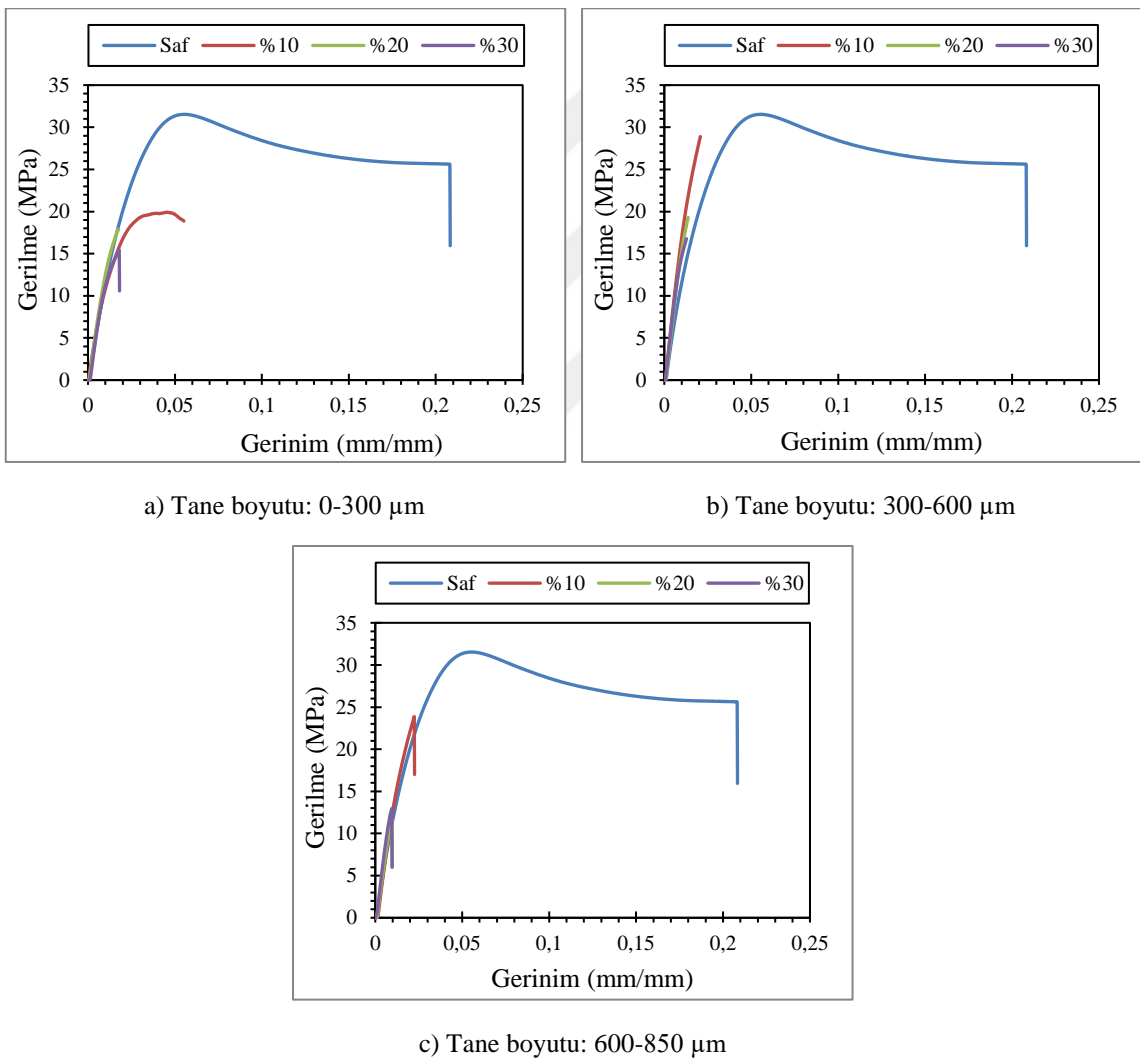 Saf %10 %20 %30
35
30
25
20
15
10
5
0
Gerilme (MPa)
0 0,05 0,1 0,15 0,2 0,25
Gerinim (mm/mm)
a) Tane boyutu: 0-300 µm
Saf %10 %20 %30
35
30
25
20
15
10
5
0
Gerilme (MPa)
0 0,05 0,1 0,15 0,2 0,25
Gerinim (mm/mm)
b) Tane boyutu: 300-600 µm
Saf %10 %20 %30
35
30
25
20
15
10
5
0
Gerilme (MPa)
0 0,05 0,1 0,15 0,2 0,25
Gerinim (mm/mm)
c) Tane boyutu: 600-850 µm